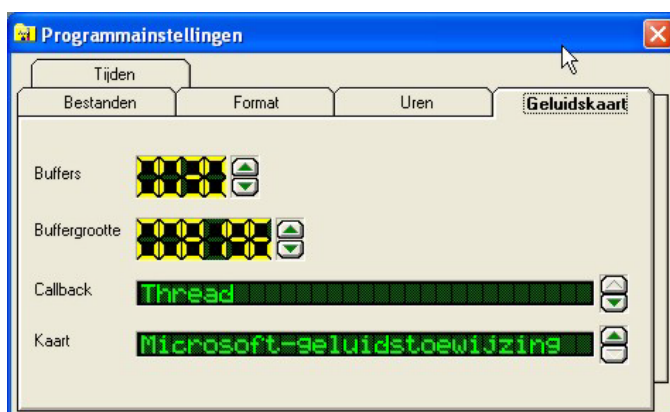 Programmainstellingen
Tijden
Bestanden Format Uren Geluidskaart
Buffers
Buffergrootte
Callback Thread
Kaart Microsoft-geluidstoewijzing